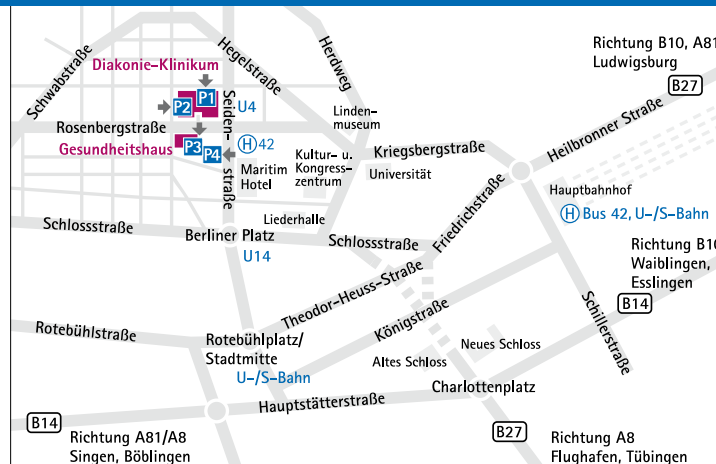 Richtung B10, A81
Ludwigsburg
B27
Schwabstraße
Hegelstraße
Herdweg
Diakonie-Klinikum
P1
P2
U4
Seiden-
straße
Linden-
museum
Heilbronner Straße
Rosenbergstraße
H 42
Gesundheitshaus
P3
P4
Maritim
Hotel
Kultur- u.
Kongress-
zentrum
Kriegsbergstraße
Universität
Hauptbahnhof
H Bus 42, U-/S-Bahn
Friedrichstraße
Liederhalle
Schlossstraße
Berliner Platz
Schlossstraße
U14
Richtung B10
Waiblingen,
Esslingen
B14
Theodor-Heuss-Straße
Schillerstraße
Rotebühlstraße
Königstraße
Rotebühlplatz/
Stadtmitte
U-/S-Bahn
Neues Schloss
Altes Schloss
Charlottenplatz
Hauptstätterstraße
B14
Richtung A81/A8
Singen, Böblingen
B27
Richtung A8
Flughafen, Tübingen